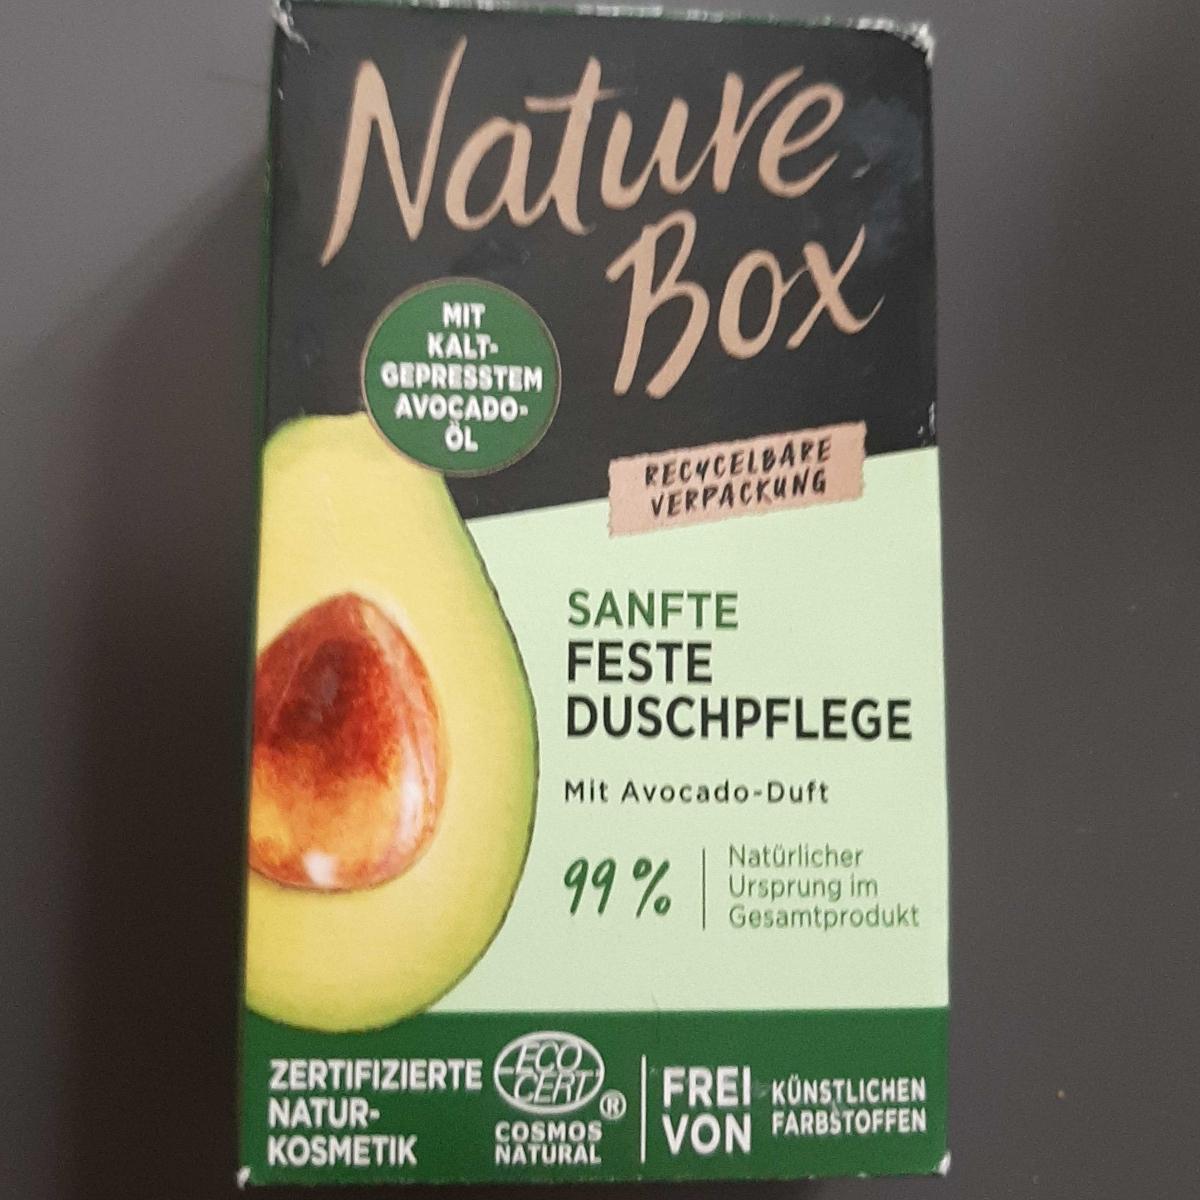 Nature
Box
MIT
KALT-
GEPRESSTEM
AVOCADO-
ÖL
RECYCELBARE
VERPACKUNG
SANFTE
FESTE
DUSCHPFLEGE
Mit Avocado-Duft
99 %
Natürlicher
Ursprung im
Gesamtprodukt
ZERTIFIZIERTE
NATUR-
KOSMETIK
ECO
CERT
®
COSMOS
NATURAL
FREI
VON
KÜNSTLICHEN
FARBSTOFFEN